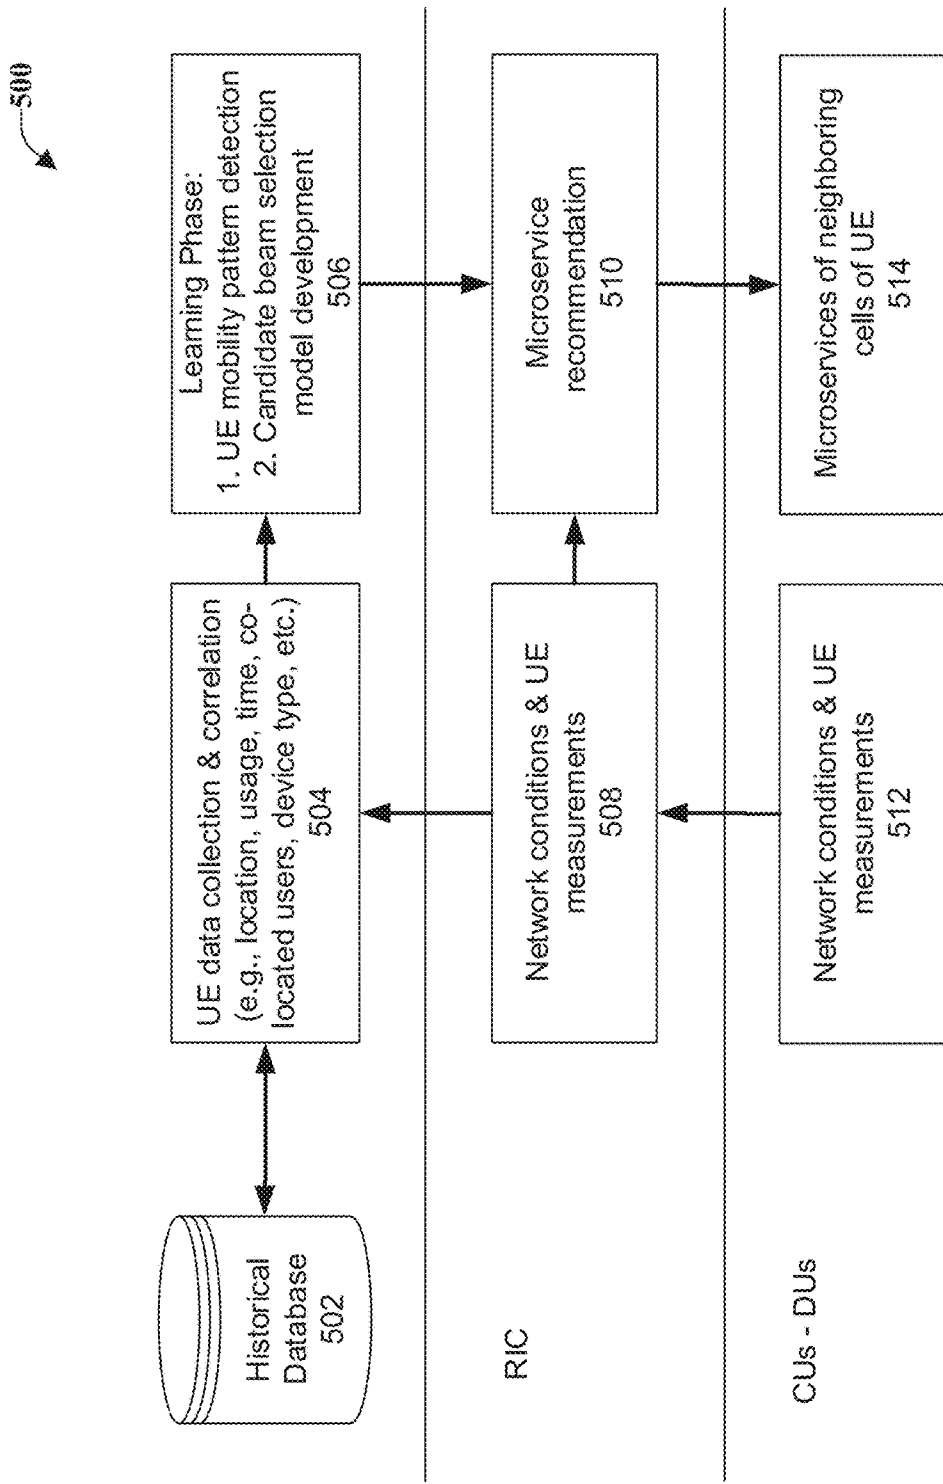 500
Historical
Database
502
UE data collection & correlation
(e.g., location, usage, time, co-
located users, device type, etc.)
504
Learning Phase:
1. UE mobility pattern detection
2. Candidate beam selection
model development
506
RIC
Network conditions & UE
measurements
508
Microservice
recommendation
510
CUs - DUs
Network conditions & UE
measurements
512
Microservices of neighboring
cells of UE
514